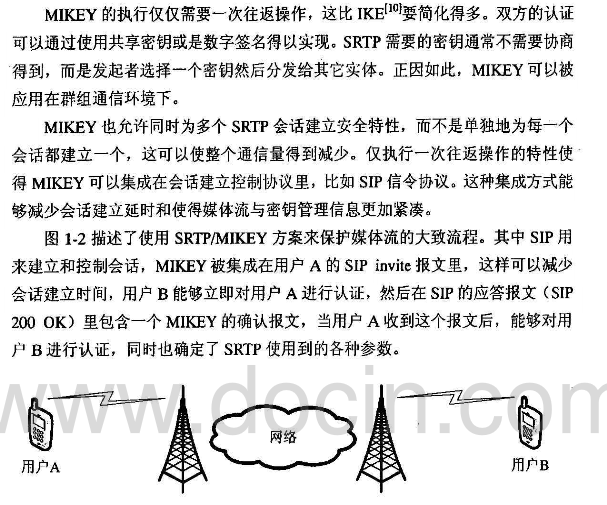 MIKEY 的执行仅仅需要一次往返操作，这比 IKE[10]要简化得多。双方的认证
可以通过使用共享密钥或是数字签名得以实现。SRTP 需要的密钥通常不需要协商
得到，而是发起者选择一个密钥然后分发给其它实体。正因如此，MIKEY 可以被
应用在群组通信环境下。
MIKEY 也允许同时为多个 SRTP 会话建立安全特性，而不是单独地为每一个
会话都建立一个，这可以使整个通信量得到减少。仅执行一次往返操作的特性使
得 MIKEY 可以集成在会话建立控制协议里，比如 SIP 信令协议。这种集成方式能
够减少会话建立延时和使得媒体流与密钥管理信息更加紧凑。
图 1-2 描述了使用 SRTP/MIKEY 方案来保护媒体流的大致流程。其中 SIP 用
来建立和控制会话，MIKEY 被集成在用户 A 的 SIP invite 报文里，这样可以减少
会话建立时间，用户 B 能够立即对用户 A 进行认证，然后在 SIP 的应答报文（SIP
200 OK）里包含一个 MIKEY 的确认报文，当用户 A 收到这个报文后，能够对用
户 B 进行认证，同时也确定了 SRTP 使用到的各种参数。
www.docin.com
网络
用户A
用户B